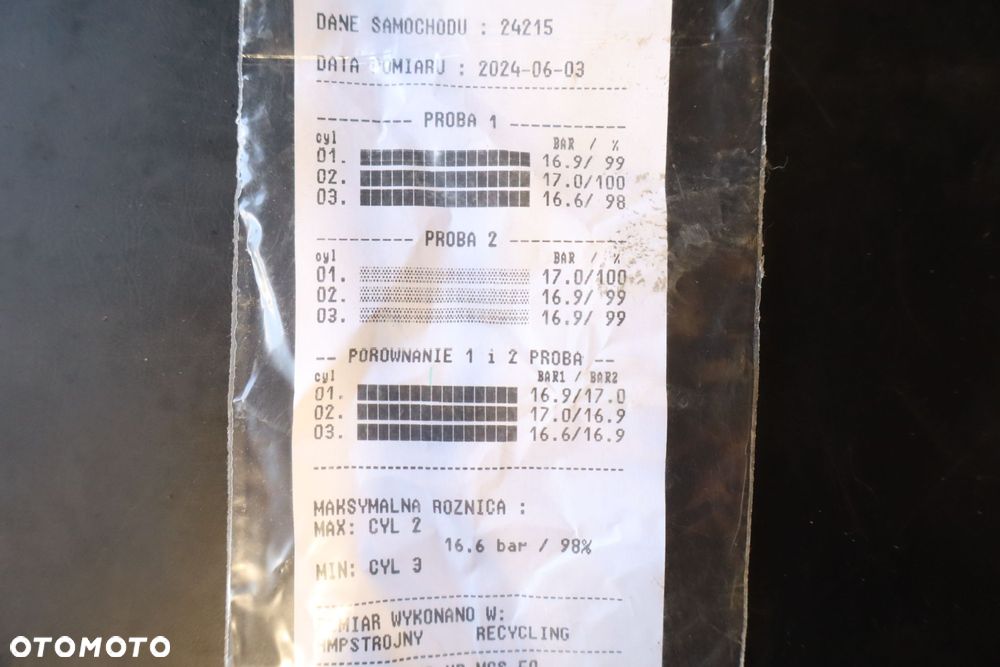 DANE SAMOCHODU : 24215
DATA POMIARU : 2024-06-03
PROBA 1
cyl BAR / %
01. 16.9/ 99
02. 17.0/100
03. 16.6/ 98
PROBA 2
cyl BAR / %
01. 17.0/100
02. 16.9/ 99
03. 16.9/ 99
-- POROWNANIE 1 i 2 PROBA --
cyl BAR1 / BAR2
01. 16.9/17.0
02. 17.0/16.9
03. 16.6/16.9
MAKSYMALNA ROZNICA :
MAX: CYL 2
16.6 bar / 98%
MIN: CYL 3
POMIAR WYKONANO W:
RECYCLING
OTOMOTO